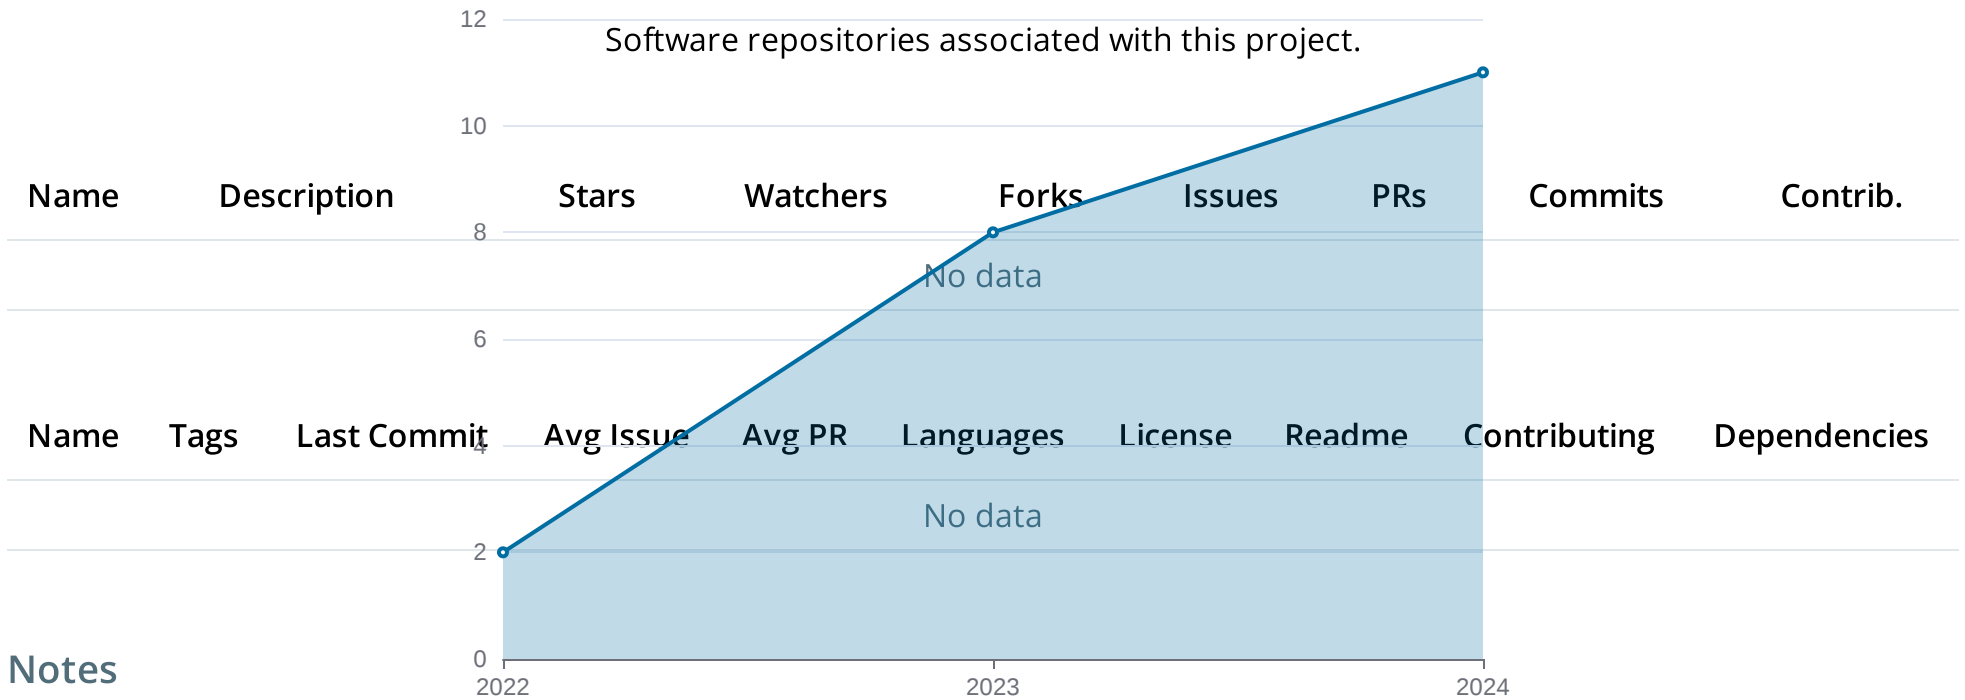 12
Software repositories associated with this project.
10
Name Description Stars Watchers Forks Issues PRs Commits Contrib.
8
No data
6
Name Tags Last Commit Avg Issue Avg PR Languages License Readme Contributing Dependencies
4
No data
2
0
Notes
2022 2023 2024